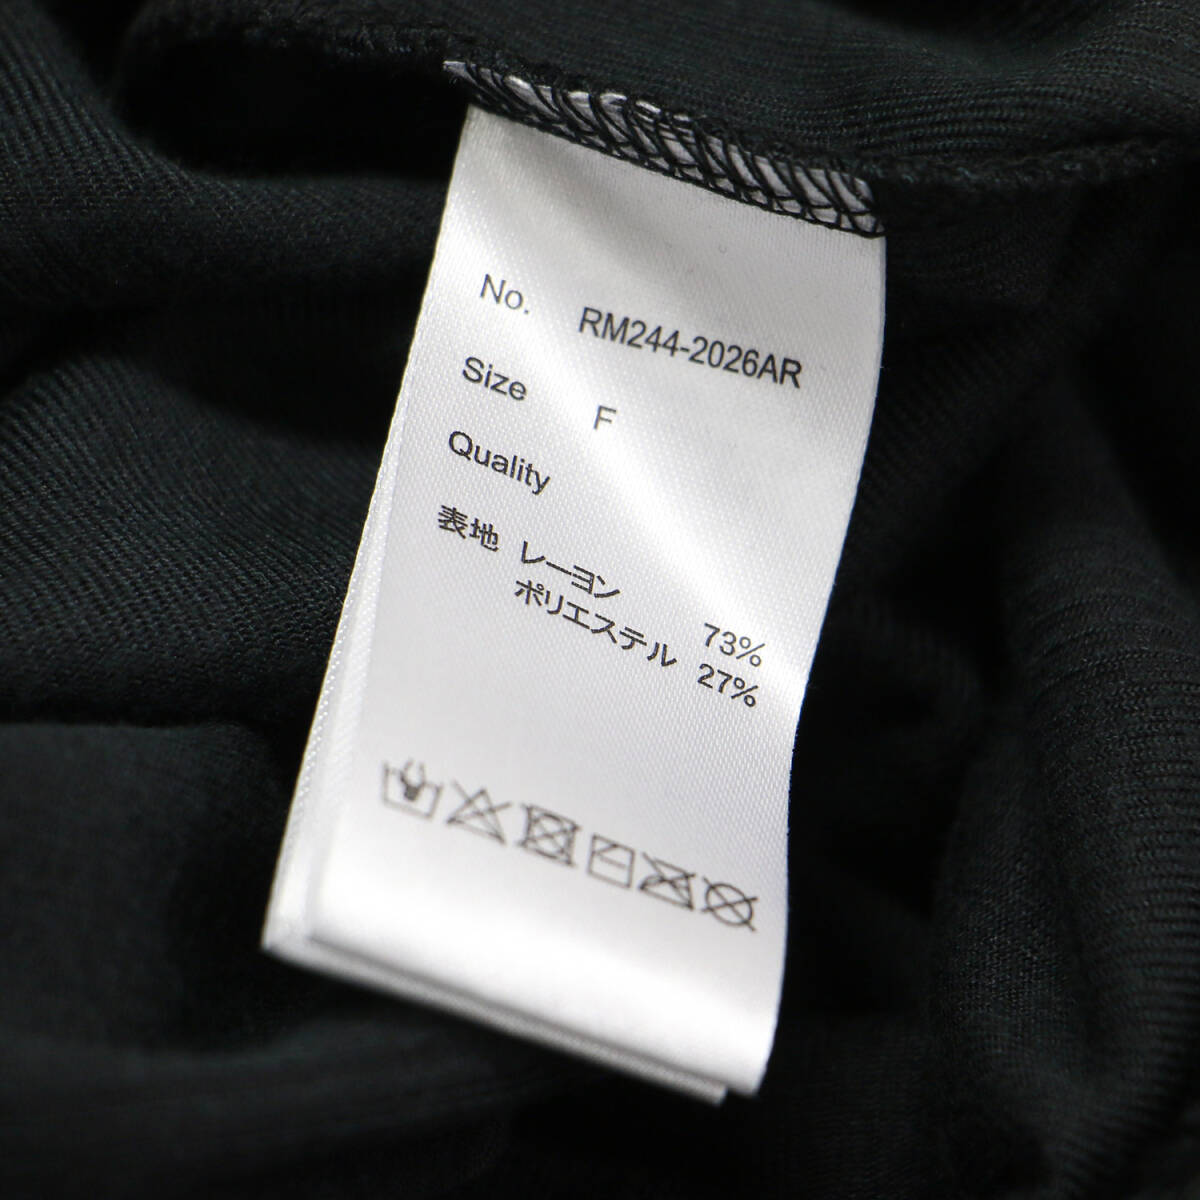 No. RM244-2026AR
Size F
Quality
表地 レーヨン 73%
ポリエステル 27%